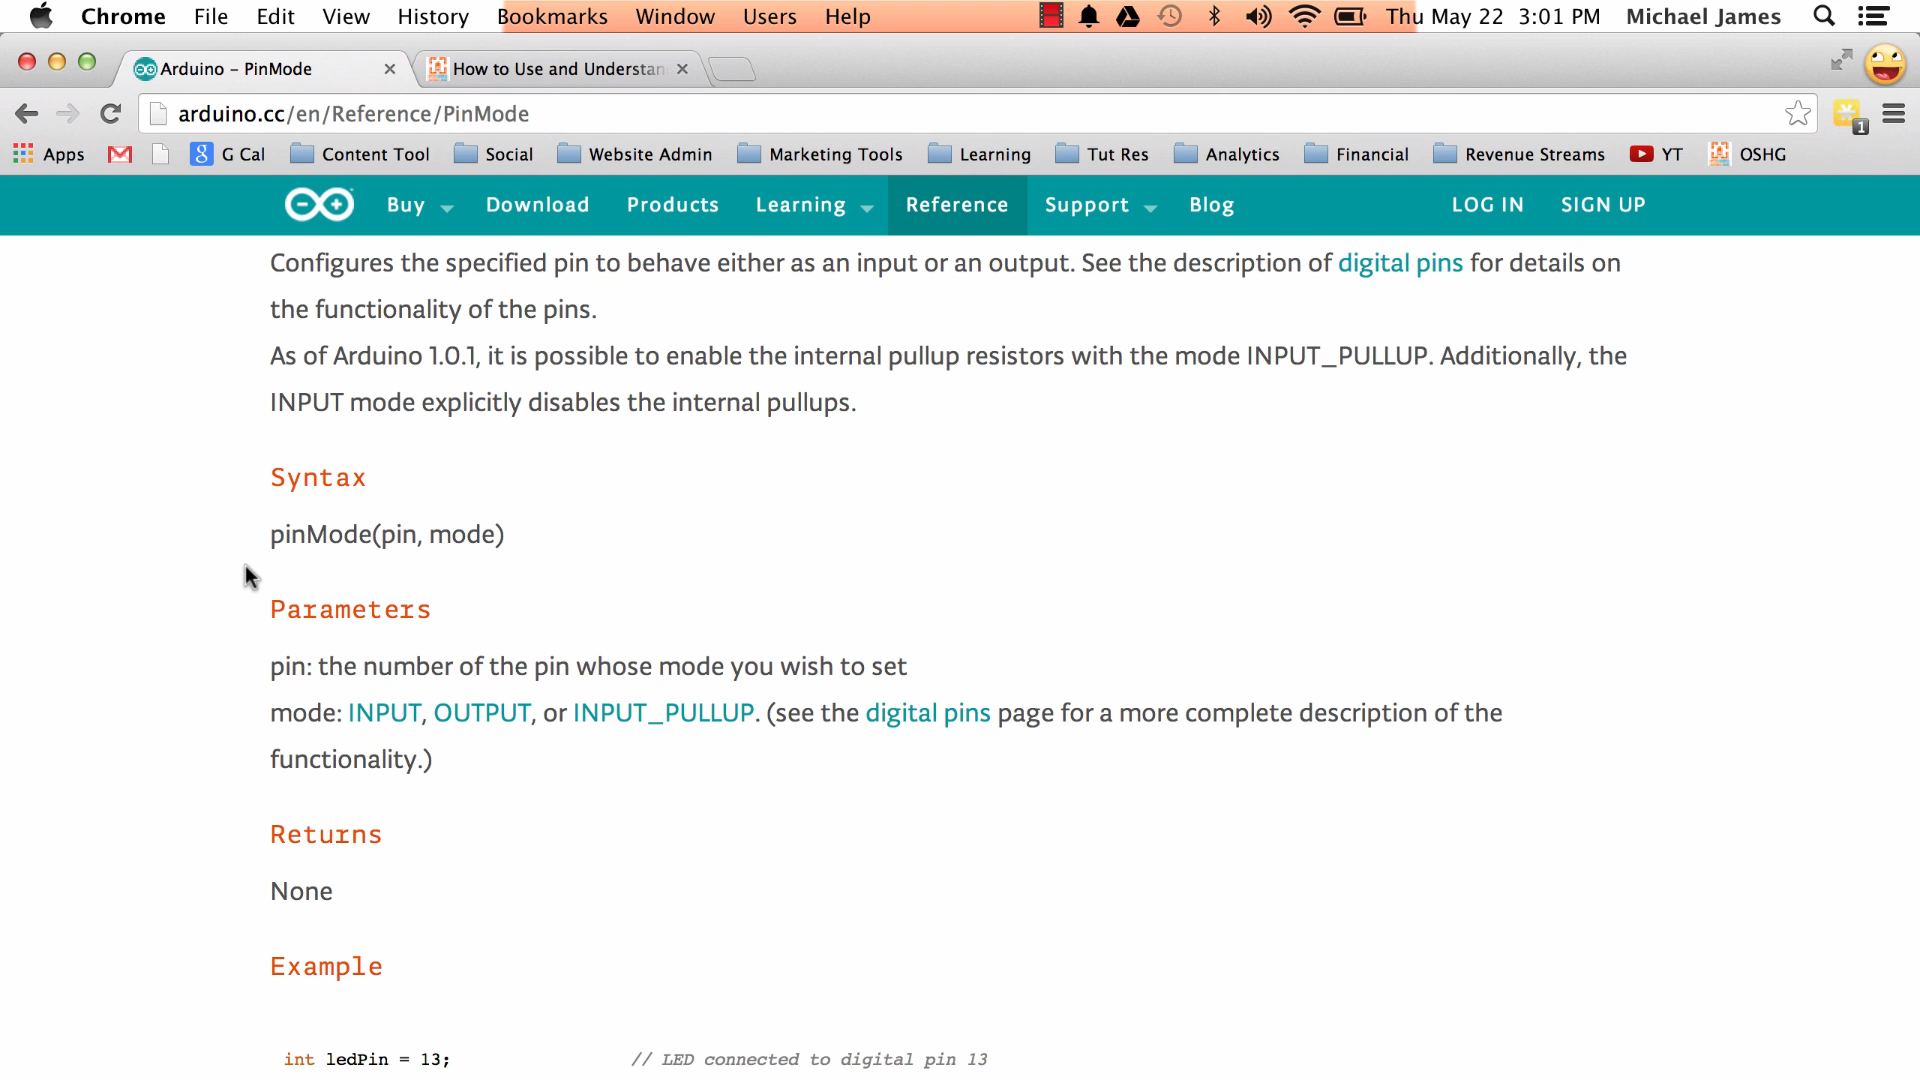 Chrome File Edit View History Bookmarks Window Users Help Thu May 22 3:01 PM Michael James
Arduino - PinMode How to Use and Understan
arduino.cc/en/Reference/PinMode 1
Apps G Cal Content Tool Social Website Admin Marketing Tools Learning Tut Res Analytics Financial Revenue Streams YT OSHG
Buy Download Products Learning Reference Support Blog LOG IN SIGN UP
Configures the specified pin to behave either as an input or an output. See the description of digital pins for details on
the functionality of the pins.
As of Arduino 1.0.1, it is possible to enable the internal pullup resistors with the mode INPUT_PULLUP. Additionally, the
INPUT mode explicitly disables the internal pullups.
Syntax
pinMode(pin, mode)
Parameters
pin: the number of the pin whose mode you wish to set
mode: INPUT, OUTPUT, or INPUT_PULLUP. (see the digital pins page for a more complete description of the
functionality.)
Returns
None
Example
int ledPin = 13; // LED connected to digital pin 13